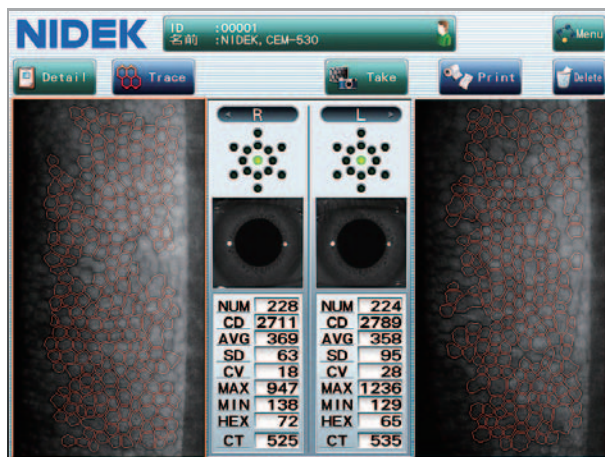 NIDEK
ID :00001
名前 :NIDEK,CEM-530
Menu
Detail
Trace
Take
Print
Delete
< R
L >
NUM 228
CD 2711
AVG 369
SD 63
CV 18
MAX 947
MIN 138
HEX 72
CT 525
NUM 224
CD 2789
AVG 358
SD 95
CV 28
MAX 1236
MIN 129
HEX 65
CT 535